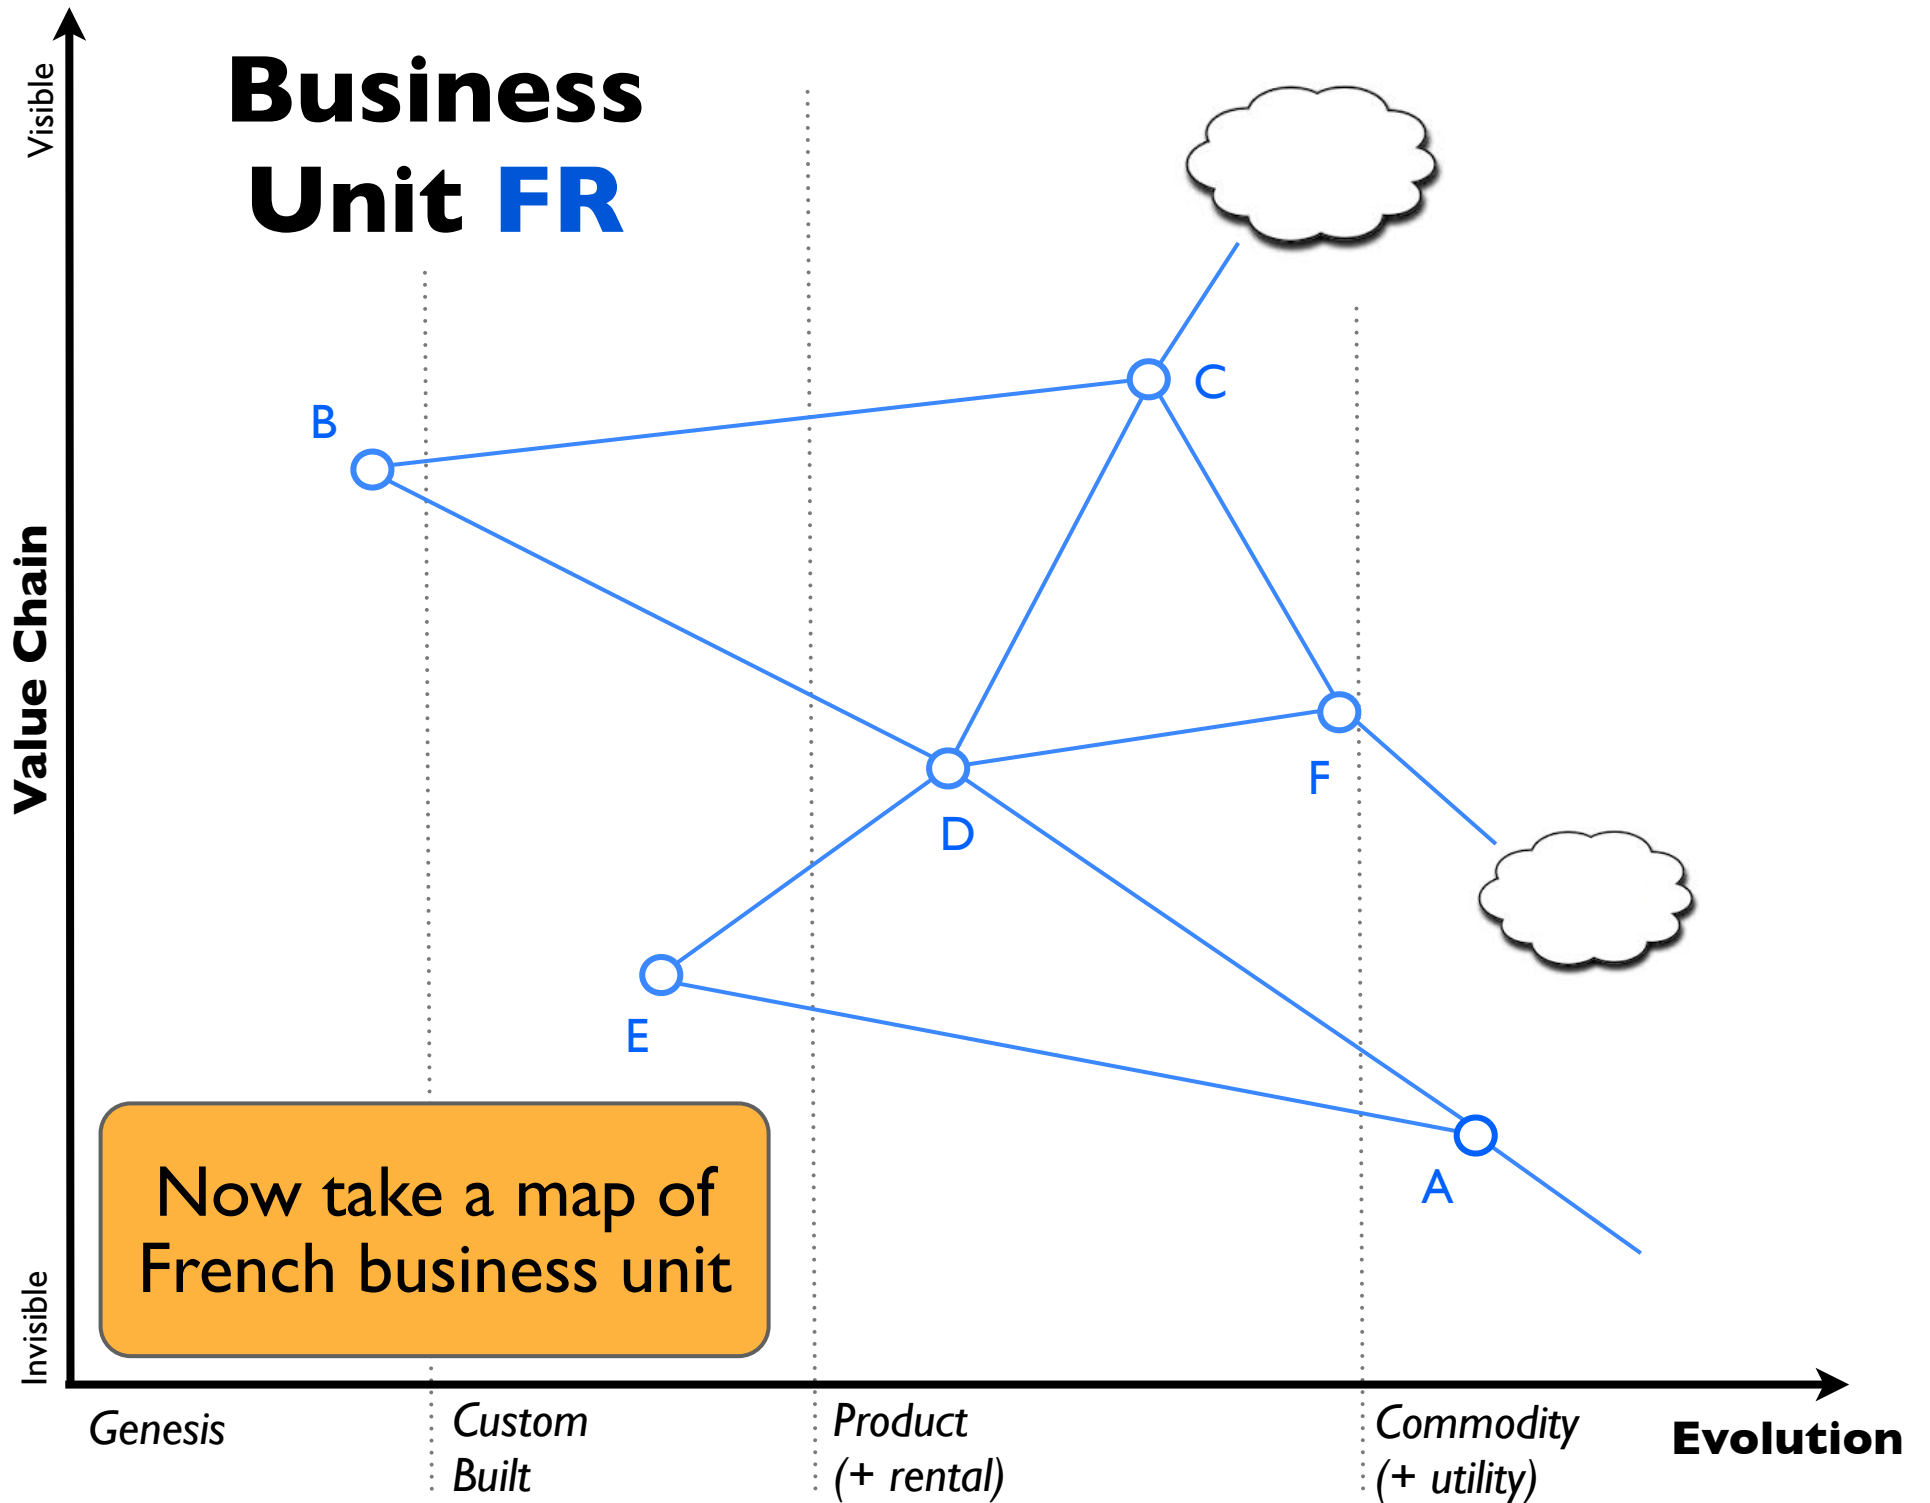 Business
Unit FR
Visible
Value Chain
Invisible
B
C
F
D
E
A
Now take a map of
French business unit
Genesis
Custom
Built
Product
(+ rental)
Commodity
(+ utility)
Evolution